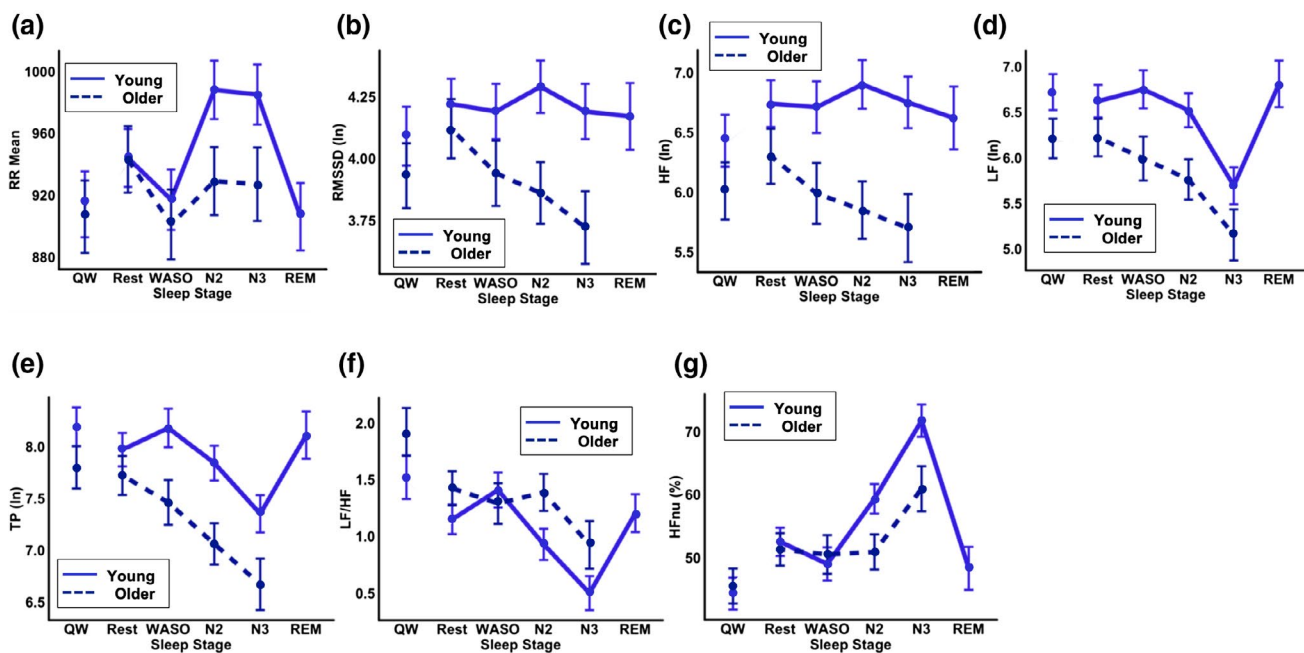 (a)
1000
960
920
880
RR Mean
Young
Older
QW Rest WASO N2 N3 REM
Sleep Stage
(b)
4.25
4.00
3.75
RMSSD (ln)
Young
Older
QW Rest WASO N2 N3 REM
Sleep Stage
(c)
7.0
6.5
6.0
5.5
HF (ln)
Young
Older
QW Rest WASO N2 N3 REM
Sleep Stage
(d)
7.0
6.5
6.0
5.5
5.0
LF (ln)
Young
Older
QW Rest WASO N2 N3 REM
Sleep Stage
(e)
8.0
7.5
7.0
6.5
TP (ln)
Young
Older
QW Rest WASO N2 N3 REM
Sleep Stage
(f)
2.0
1.5
1.0
0.5
LF/HF
Young
Older
QW Rest WASO N2 N3 REM
Sleep Stage
(g)
70
60
50
HFnu (%)
Young
Older
QW Rest WASO N2 N3 REM
Sleep Stage